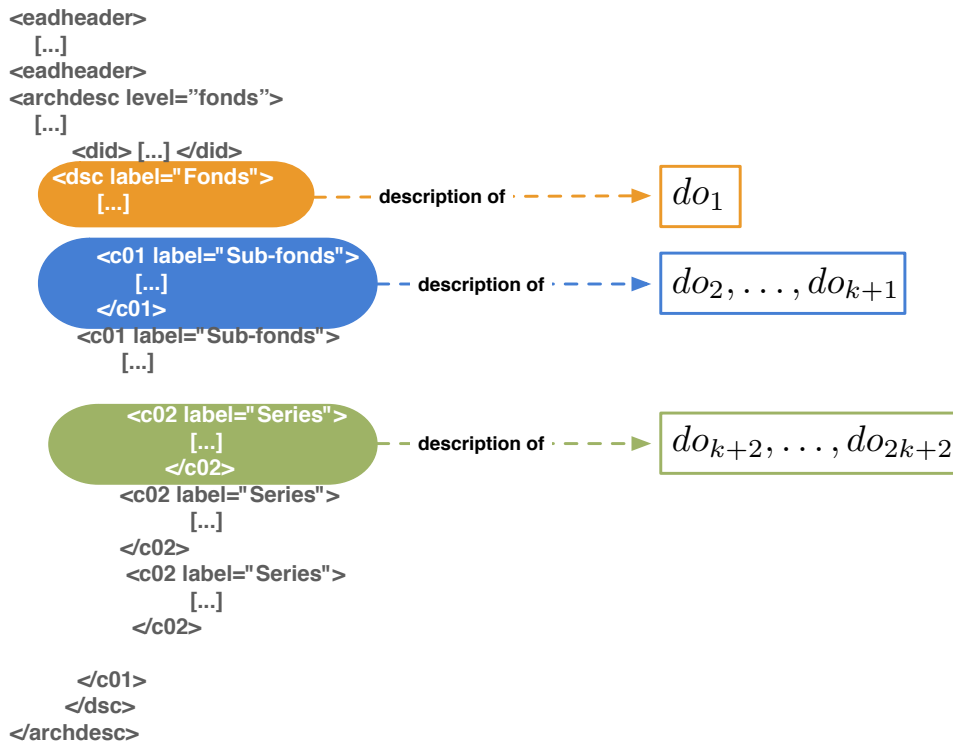 <eadheader>
[...]
<eadheader>
<archdesc level=”fonds”>
[...]
<did> [...] </did>
<dsc label="Fonds">
[...]
description of
do₁
<c01 label="Sub-fonds">
[...]
</c01>
description of
do₂, . . . , doₖ₊₁
<c01 label="Sub-fonds">
[...]
<c02 label="Series">
[...]
</c02>
description of
doₖ₊₂, . . . , do₂ₖ₊₂
<c02 label="Series">
[...]
</c02>
<c02 label="Series">
[...]
</c02>
</c01>
</dsc>
</archdesc>